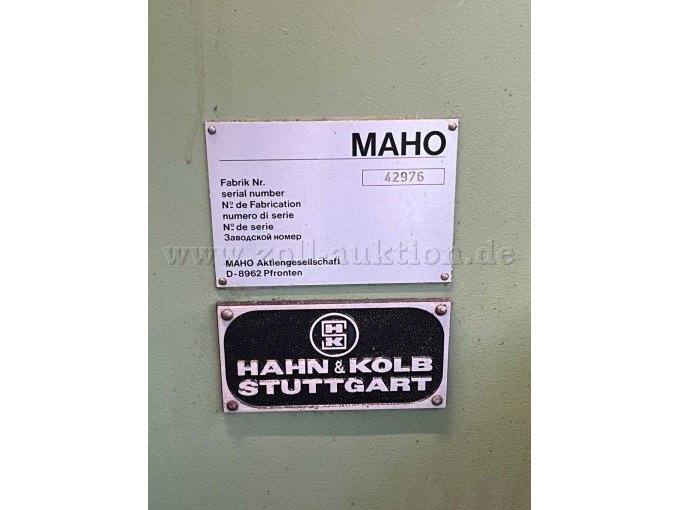 MAHO
Fabrik Nr. 42976
serial number
Nº de Fabrication
numero di serie
Nº de serie
Заводской номер
www.zoll-auktion.de
MAHO Aktiengesellschaft
D-8962 Pfronten
HK
HAHN & KOLB
STUTTGART